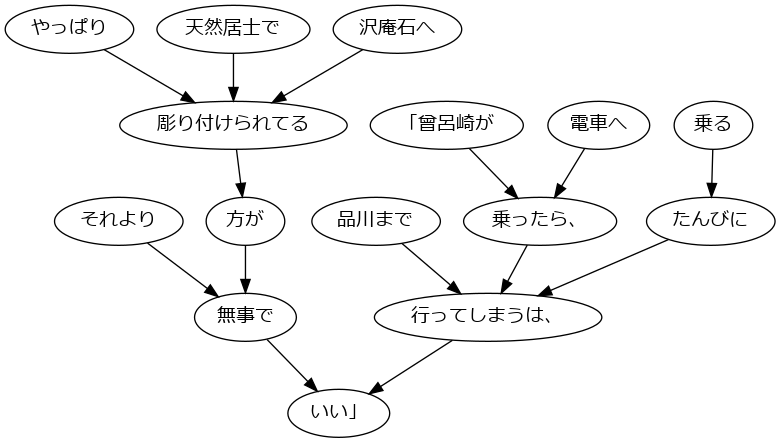 やっぱり
天然居士で
沢庵石へ
彫り付けられてる
「曾呂崎が
電車へ
乗る
それより
方が
品川まで
乗ったら、
たんびに
無事で
行ってしまうは、
いい」